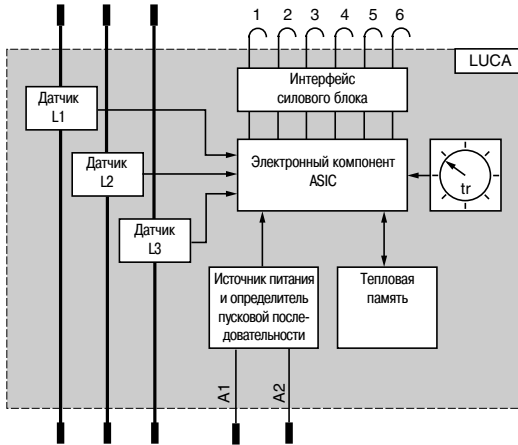 1 2 3 4 5 6
LUCA
Интерфейс
силового блока
Датчик
L1
Датчик
L2
Датчик
L3
Электронный компонент
ASIC
tr
Источник питания
и определитель
пусковой после-
довательности
Тепловая
память
A1
A2